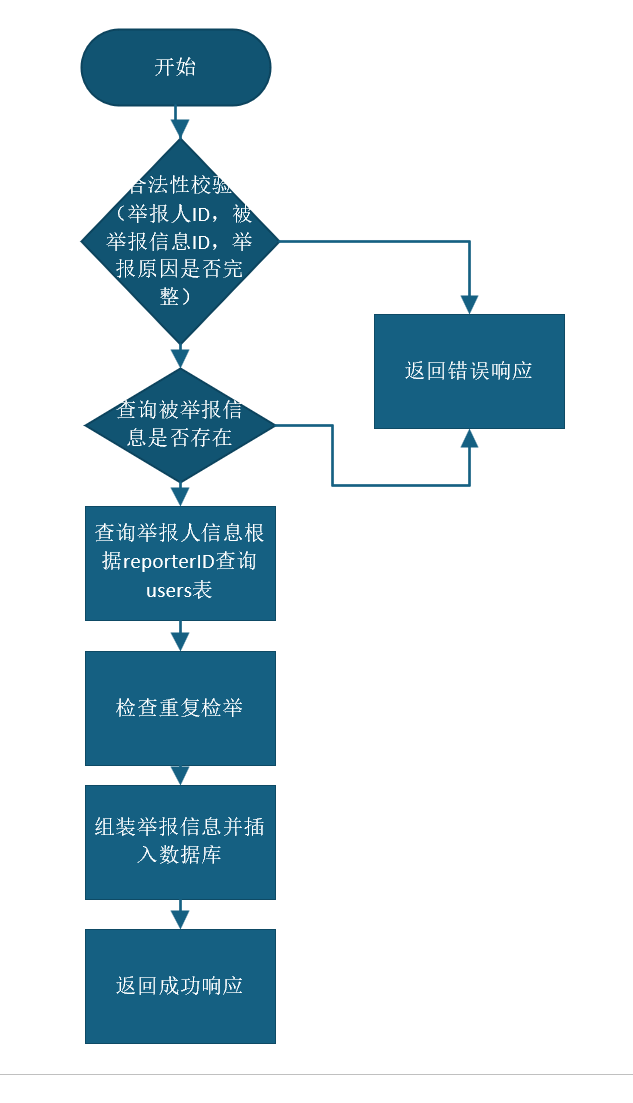 开始
合法性校验
（举报人ID，被
举报信息ID，举
报原因是否完
整）
返回错误响应
查询被举报信
息是否存在
查询举报人信息根
据reporterID查询
users表
检查重复检举
组装举报信息并插
入数据库
返回成功响应